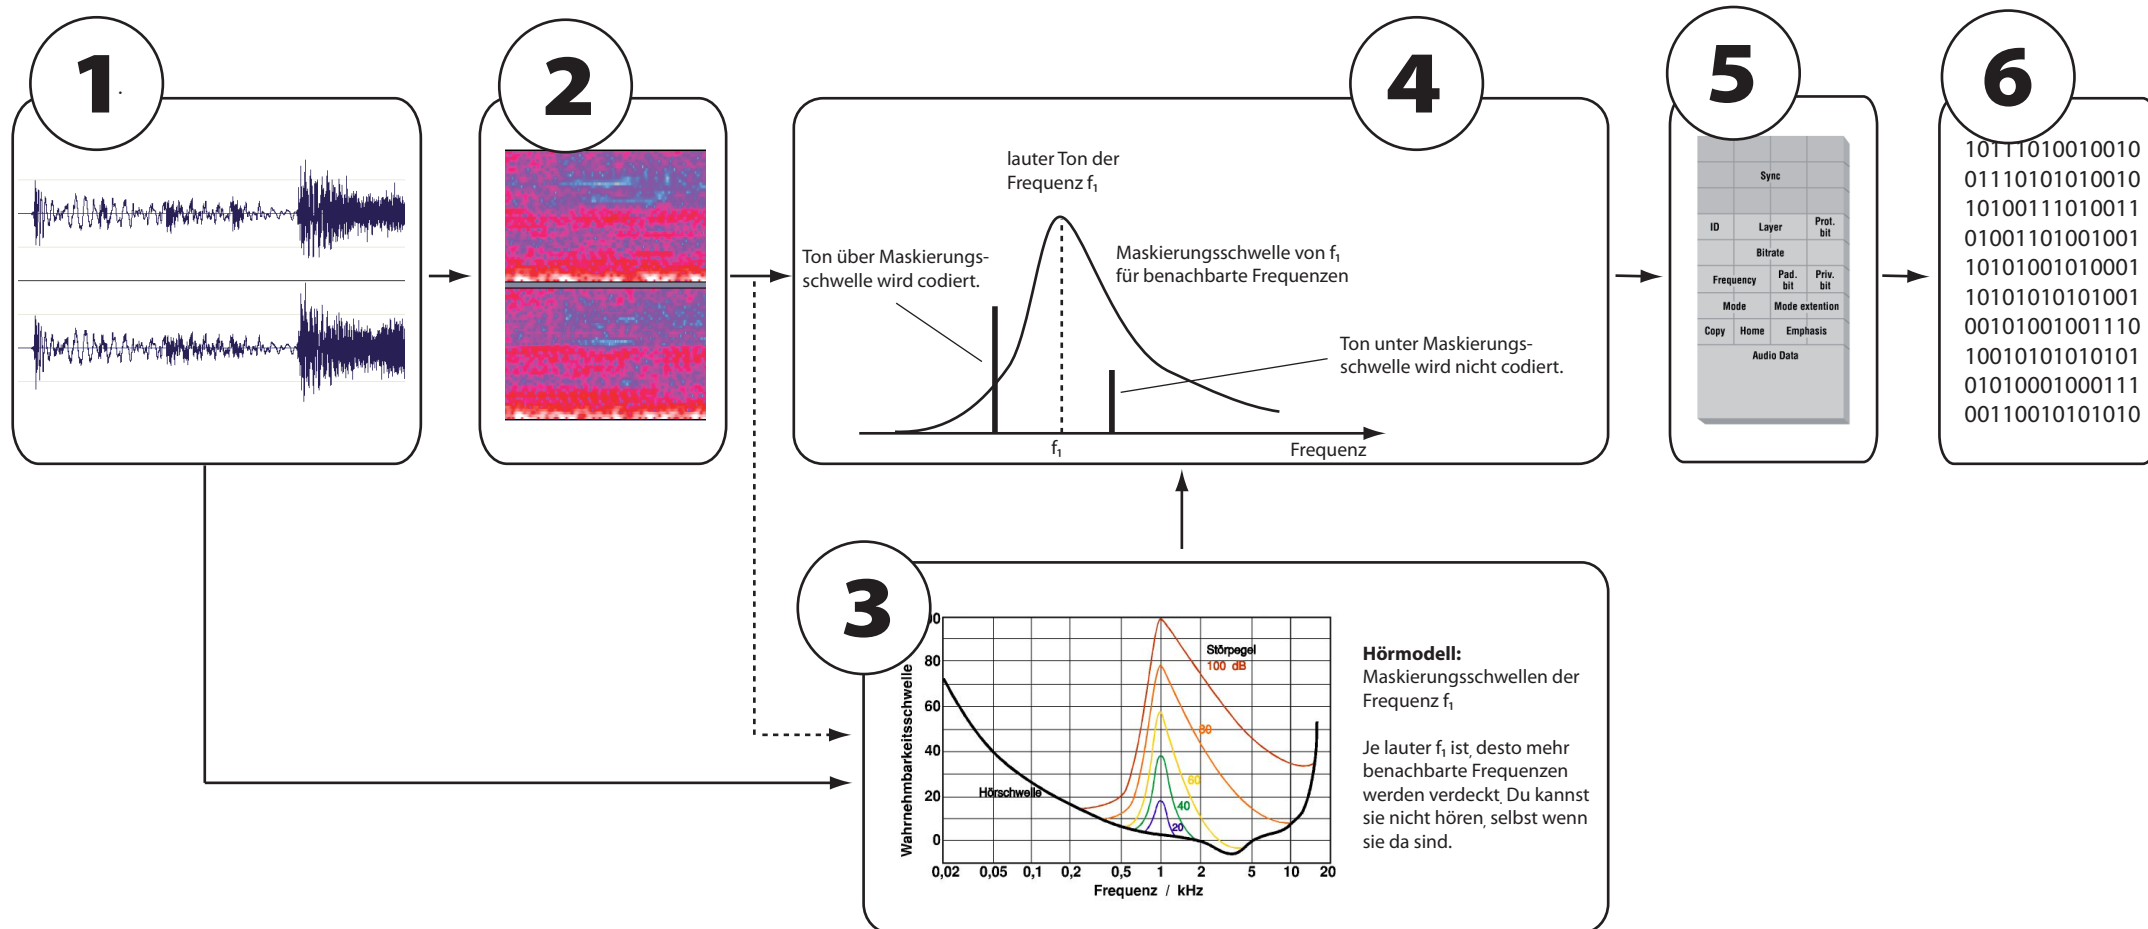 1
2
4
5
6
lauter Ton der
Frequenz f₁
Ton über Maskierungs-
schwelle wird codiert.
Maskierungsschwelle von f₁
für benachbarte Frequenzen
Ton unter Maskierungs-
schwelle wird nicht codiert.
f₁
Frequenz
Sync
ID Layer Prot. bit
Bitrate
Frequency Pad. bit Priv. bit
Mode Mode extention
Copy Home Emphasis
Audio Data
10111010010010
01110101010010
10100111010011
01001101001001
10101001010001
10101010101001
00101001001110
10010101010101
01010001000111
00110010101010
3
Wahrnehmbarkeitsschwelle
80
60
40
20
0
Störpegel
100 dB
80
60
40
20
Hörschwelle
0,02 0,05 0,1 0,2 0,5 1 2 5 10 20
Frequenz / kHz
Hörmodell:
Maskierungsschwellen der
Frequenz f₁
Je lauter f₁ ist, desto mehr
benachbarte Frequenzen
werden verdeckt. Du kannst
sie nicht hören, selbst wenn
sie da sind.